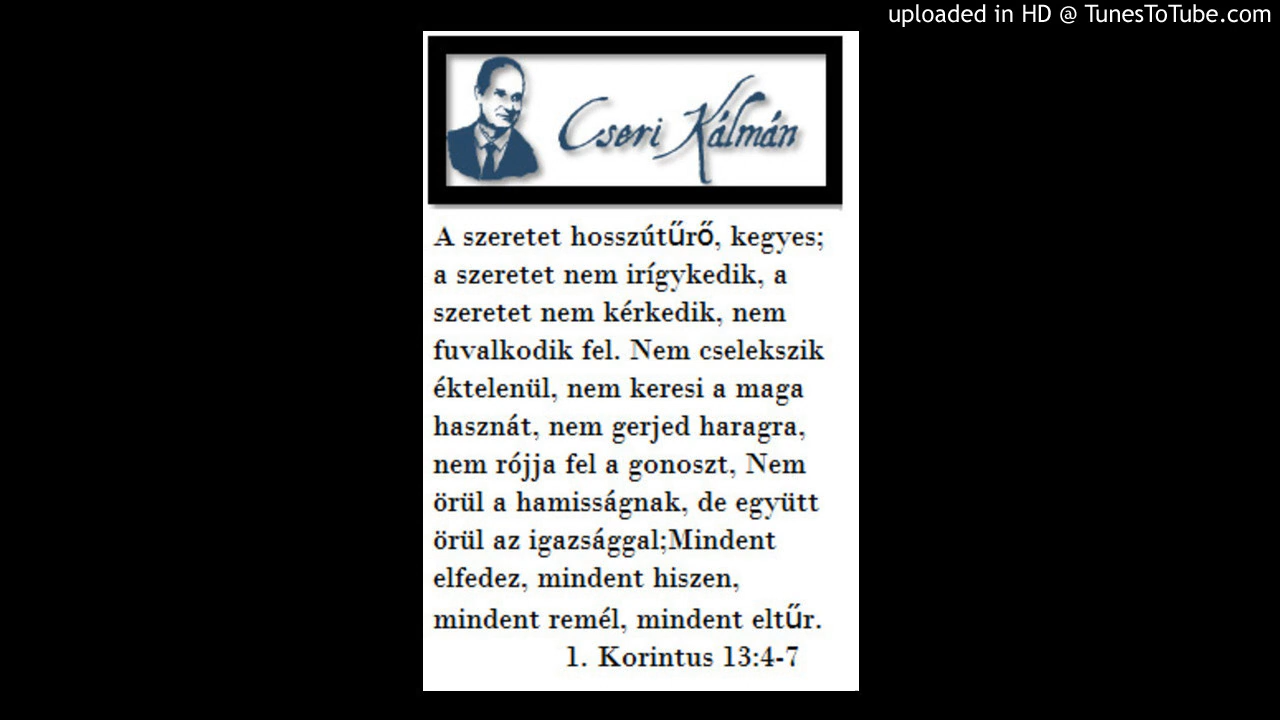 uploaded in HD @ TunesToTube.com
Cseri Kálmán
A szeretet hosszútűrő, kegyes;
a szeretet nem irígykedik, a
szeretet nem kérkedik, nem
fuvalkodik fel. Nem cselekszik
éktelenül, nem keresi a maga
hasznát, nem gerjed haragra,
nem rójja fel a gonoszt, Nem
örül a hamisságnak, de együtt
örül az igazsággal;Mindent
elfedez, mindent hiszen,
mindent remél, mindent eltűr.
1. Korintus 13:4-7